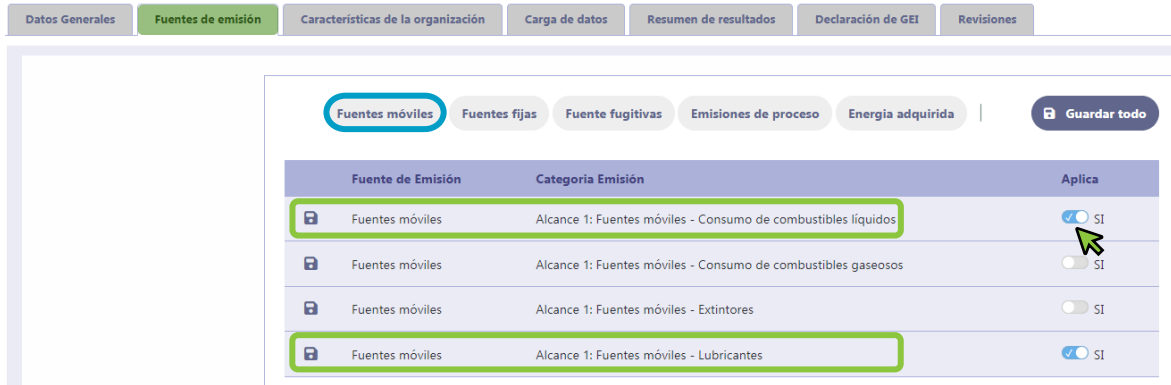 Datos Generales Fuentes de emisión Características de la organización Carga de datos Resumen de resultados Declaración de GEI Revisiones
Fuentes móviles Fuentes fijas Fuente fugitivas Emisiones de proceso Energia adquirida | Guardar todo
Fuente de Emisión Categoria Emisión Aplica
Fuentes móviles Alcance 1: Fuentes móviles - Consumo de combustibles líquidos SI
Fuentes móviles Alcance 1: Fuentes móviles - Consumo de combustibles gaseosos SI
Fuentes móviles Alcance 1: Fuentes móviles - Extintores SI
Fuentes móviles Alcance 1: Fuentes móviles - Lubricantes SI